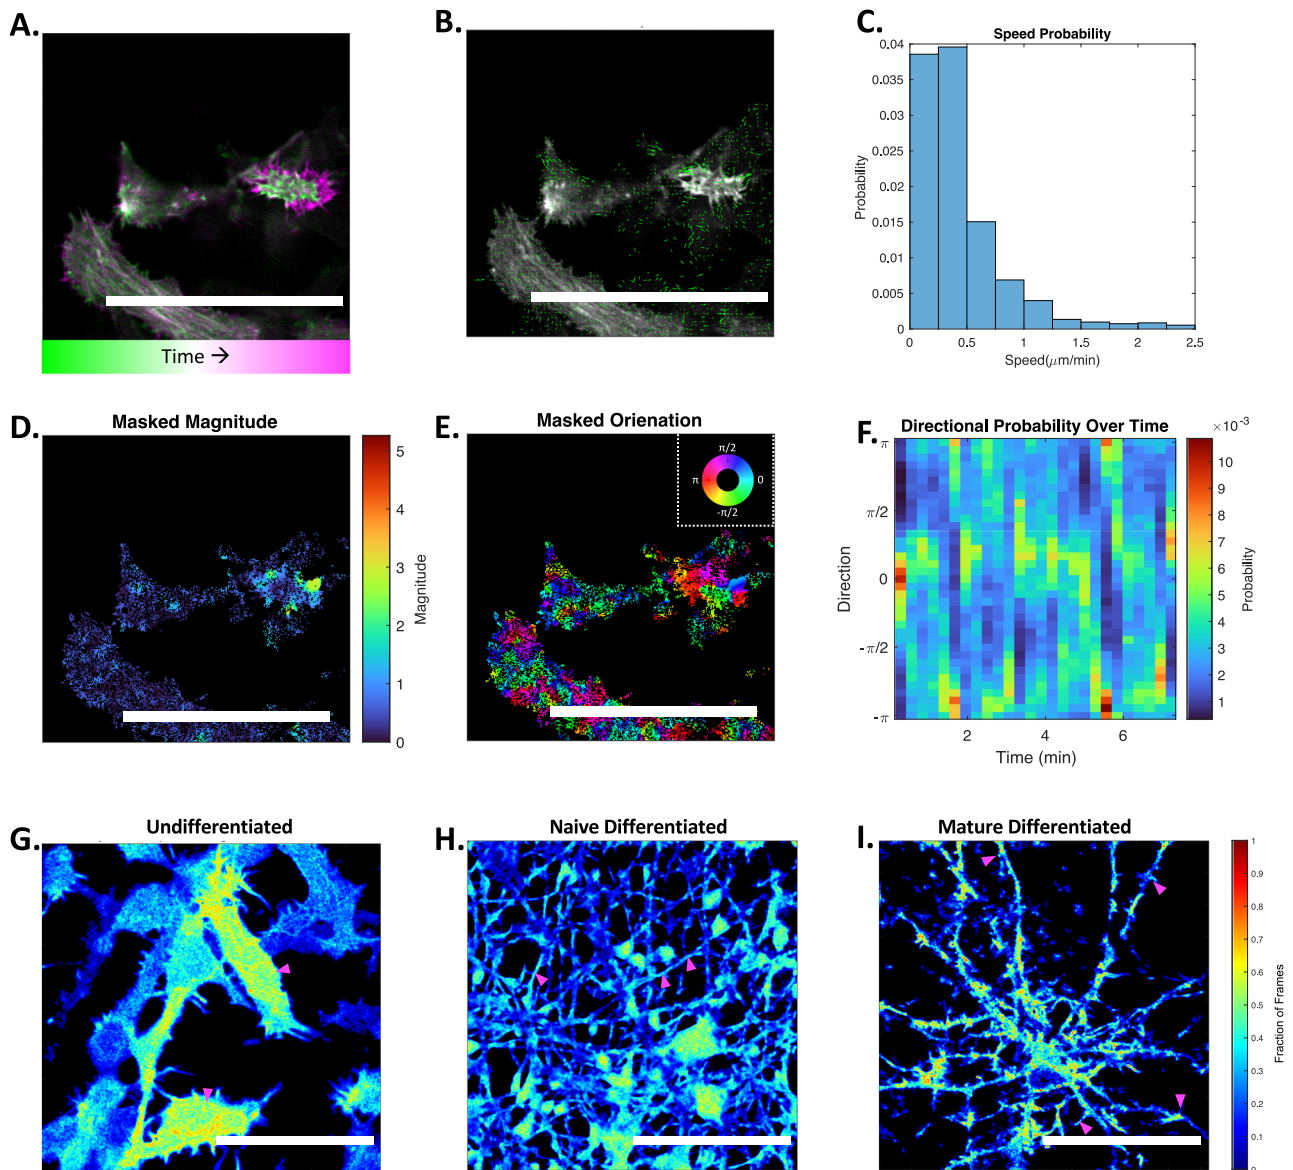 A.
B.
C.
Speed Probability
0.04
0.035
0.03
0.025
0.02
0.015
0.01
0.005
0
Probability
0 0.5 1 1.5 2 2.5
Speed(μm/min)
Time →
D.
Masked Magnitude
5
4
3
2
1
0
Magnitude
E.
Masked Orienation
π/2
π 0
-π/2
F.
Directional Probability Over Time
×10⁻³
π
π/2
0
-π/2
-π
Direction
2 4 6
Time (min)
10
9
8
7
6
5
4
3
2
1
Probability
G.
Undifferentiated
H.
Naive Differentiated
I.
Mature Differentiated
1
0.9
0.8
0.7
0.6
0.5
0.4
0.3
0.2
0.1
0
Fraction of Frames